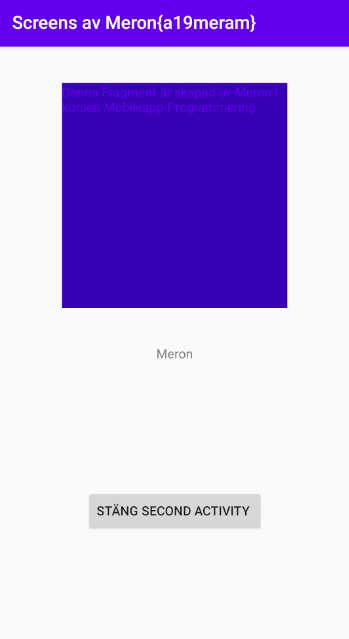 Screens av Meron{a19meram}
Denna Fragment är skapad av Meron i
kursen Mobileapp-Programmering
Meron
STÄNG SECOND ACTIVITY